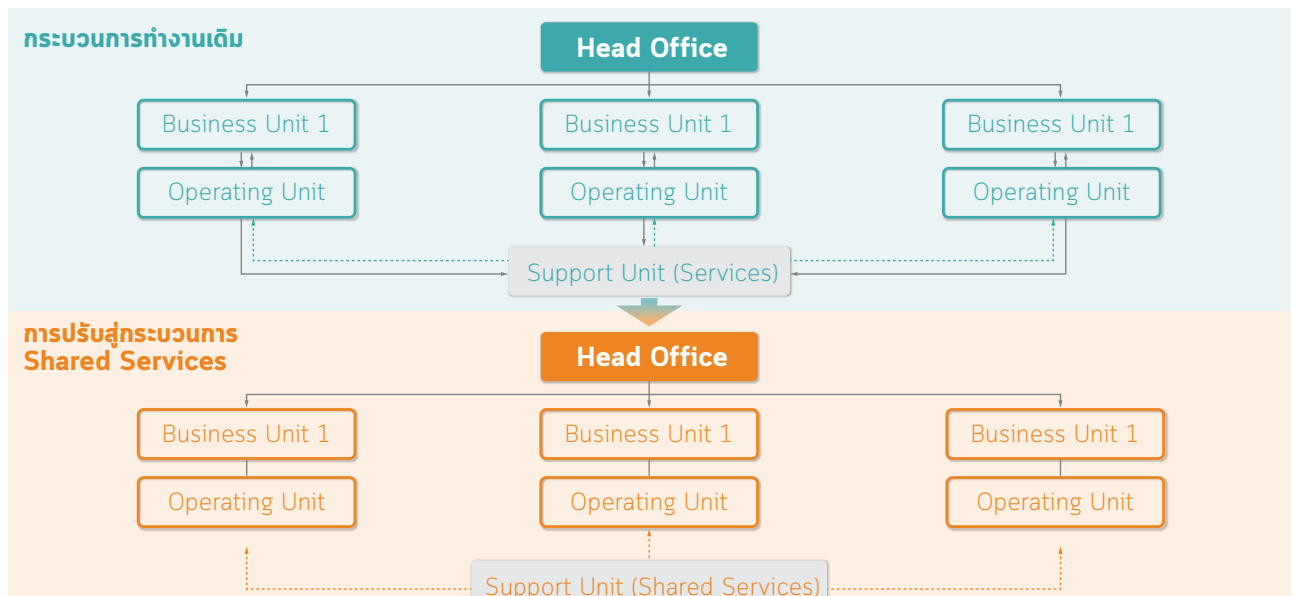 กระบวนการทำงานเดิม
Head Office
Business Unit 1
Business Unit 1
Business Unit 1
Operating Unit
Operating Unit
Operating Unit
Support Unit (Services)
การปรับสู่กระบวนการ
Shared Services
Head Office
Business Unit 1
Business Unit 1
Business Unit 1
Operating Unit
Operating Unit
Operating Unit
Support Unit (Shared Services)